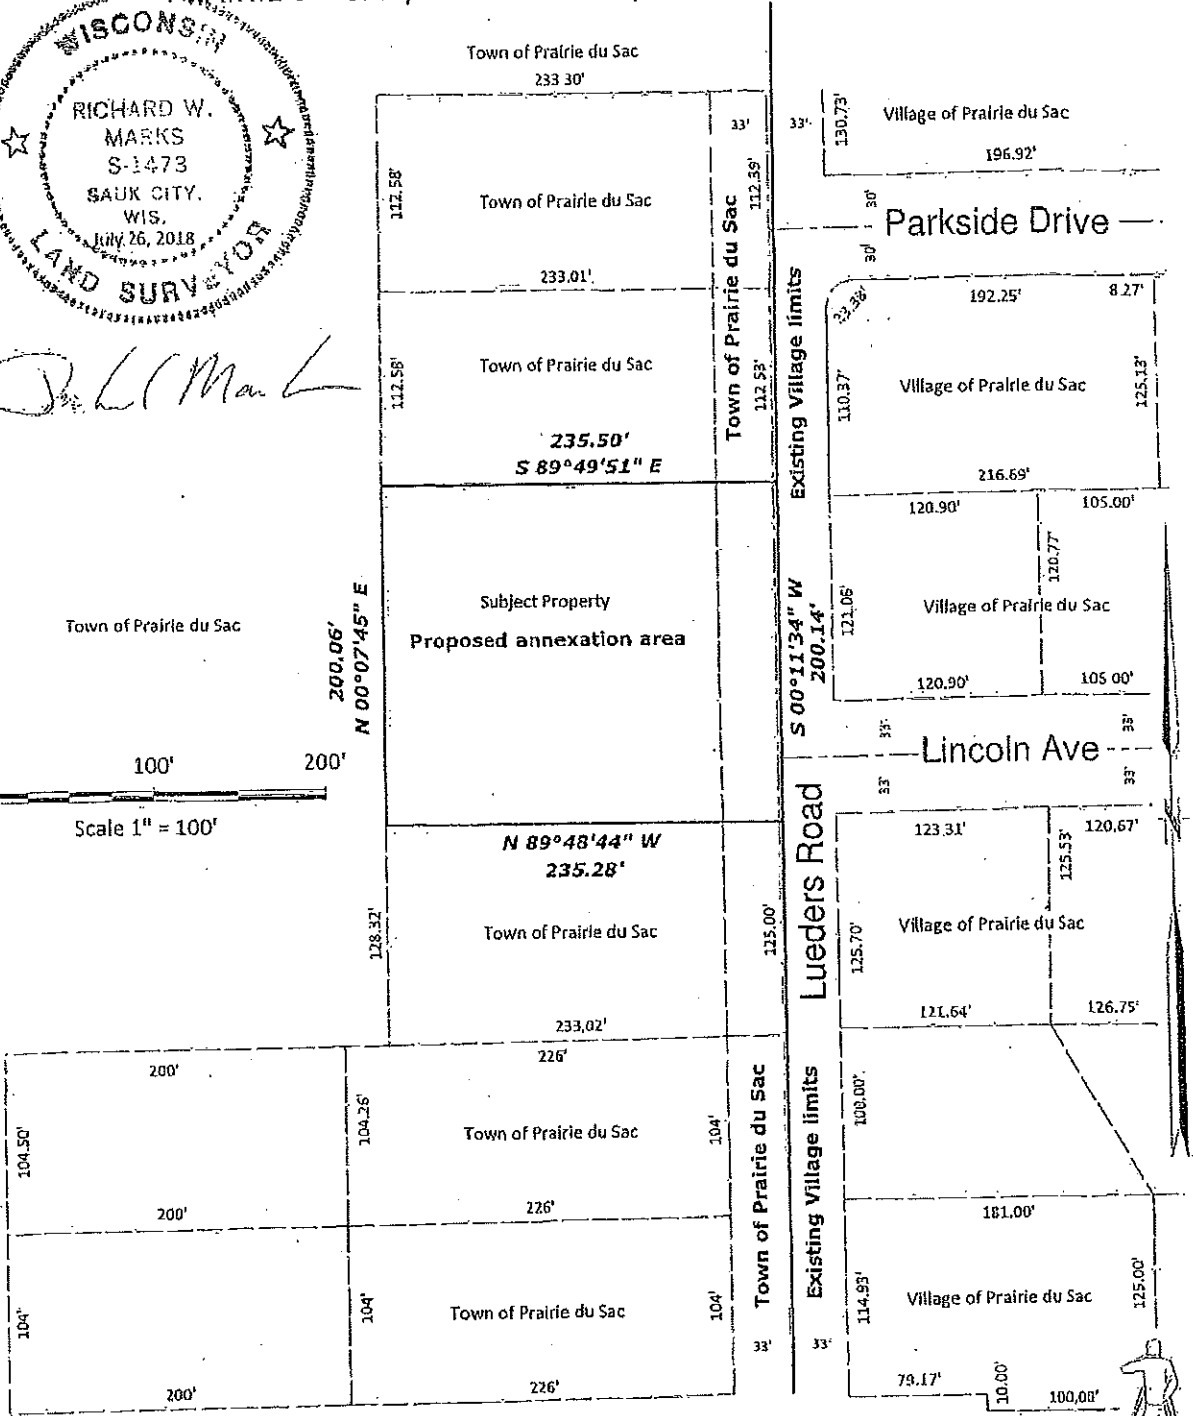 WISCONSIN
RICHARD W.
MARKS
S-1473
SAUK CITY,
WIS.
July 26, 2018
LAND SURVEYOR
Town of Prairie du Sac
233 30'
33'
33'
130.73'
Village of Prairie du Sac
196.92'
112.58'
Town of Prairie du Sac
112.39'
Town of Prairie du Sac
30'
Parkside Drive
30'
233.01'
Existing Village limits
23.38'
192.25'
8.27'
112.58'
Town of Prairie du Sac
112.53'
110.37'
Village of Prairie du Sac
125.13'
235.50'
S 89°49'51" E
216.69'
120.90'
105.00'
120.77'
Town of Prairie du Sac
200.06'
N 00°07'45" E
Subject Property
Proposed annexation area
S 00°11'34" W
200.14'
121.06'
Village of Prairie du Sac
120.90'
105 00'
33'
33'
Lincoln Ave
33'
33'
100'
200'
Scale 1" = 100'
N 89°48'44" W
235.28'
Lueders Road
123.31'
125.53'
120.67'
128.32'
Town of Prairie du Sac
125.00'
125.70'
Village of Prairie du Sac
233.02'
121.64'
126.75'
200'
226'
104.50'
104.26'
Town of Prairie du Sac
104'
Town of Prairie du Sac
Existing Village limits
100.00'
200'
226'
181.00'
104'
104'
Town of Prairie du Sac
104'
114.93'
Village of Prairie du Sac
125.00'
33'
33'
200'
226'
79.17'
10.00'
100.00'